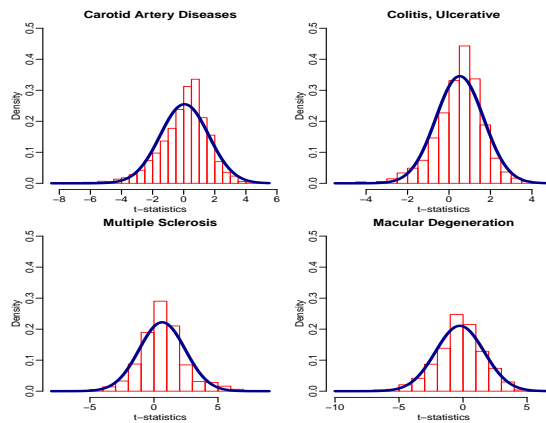 Carotid Artery Diseases
Density
0.0 0.1 0.2 0.3 0.4 0.5
−8 −6 −4 −2 0 2 4 6
t−statistics
Colitis, Ulcerative
Density
0.0 0.1 0.2 0.3 0.4 0.5
−4 −2 0 2 4
t−statistics
Multiple Sclerosis
Density
0.0 0.1 0.2 0.3 0.4 0.5
−5 0 5
t−statistics
Macular Degeneration
Density
0.0 0.1 0.2 0.3 0.4 0.5
−10 −5 0 5
t−statistics